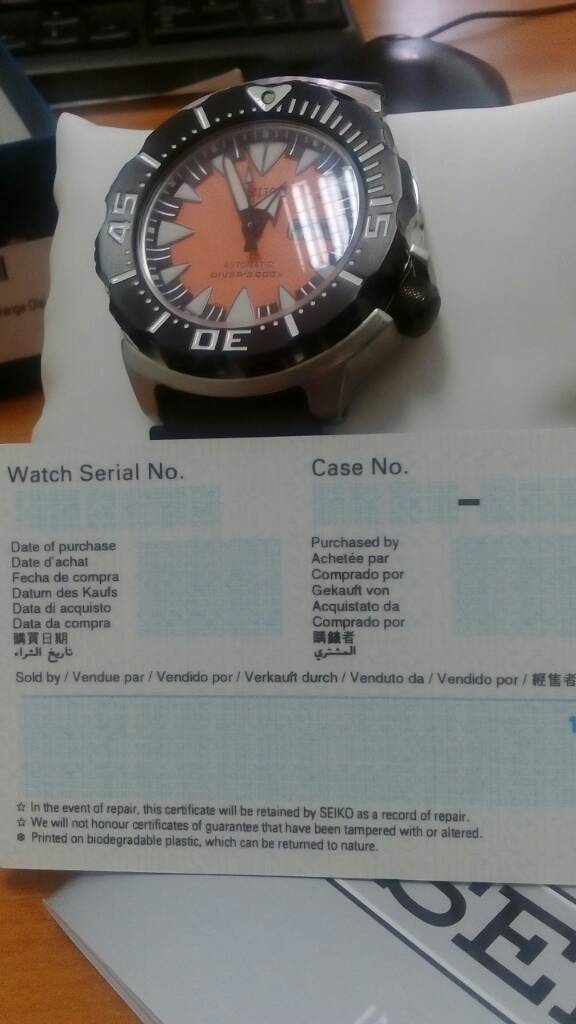 45
15
30
SEIKO
AUTOMATIC
DIVER'S 200m
Watch Serial No.
Case No.
-
Date of purchase
Date d'achat
Fecha de compra
Datum des Kaufs
Data di acquisto
Data da compra
購買日期
تاريخ الشراء
Purchased by
Achetée par
Comprado por
Gekauft von
Acquistato da
Comprado por
購買者
المشتري
Sold by / Vendue par / Vendido por / Verkauft durch / Venduto da / Vendido por / 經售者
☆ In the event of repair, this certificate will be retained by SEIKO as a record of repair.
☆ We will not honour certificates of guarantee that have been tampered with or altered.
❄ Printed on biodegradable plastic, which can be returned to nature.
SEI